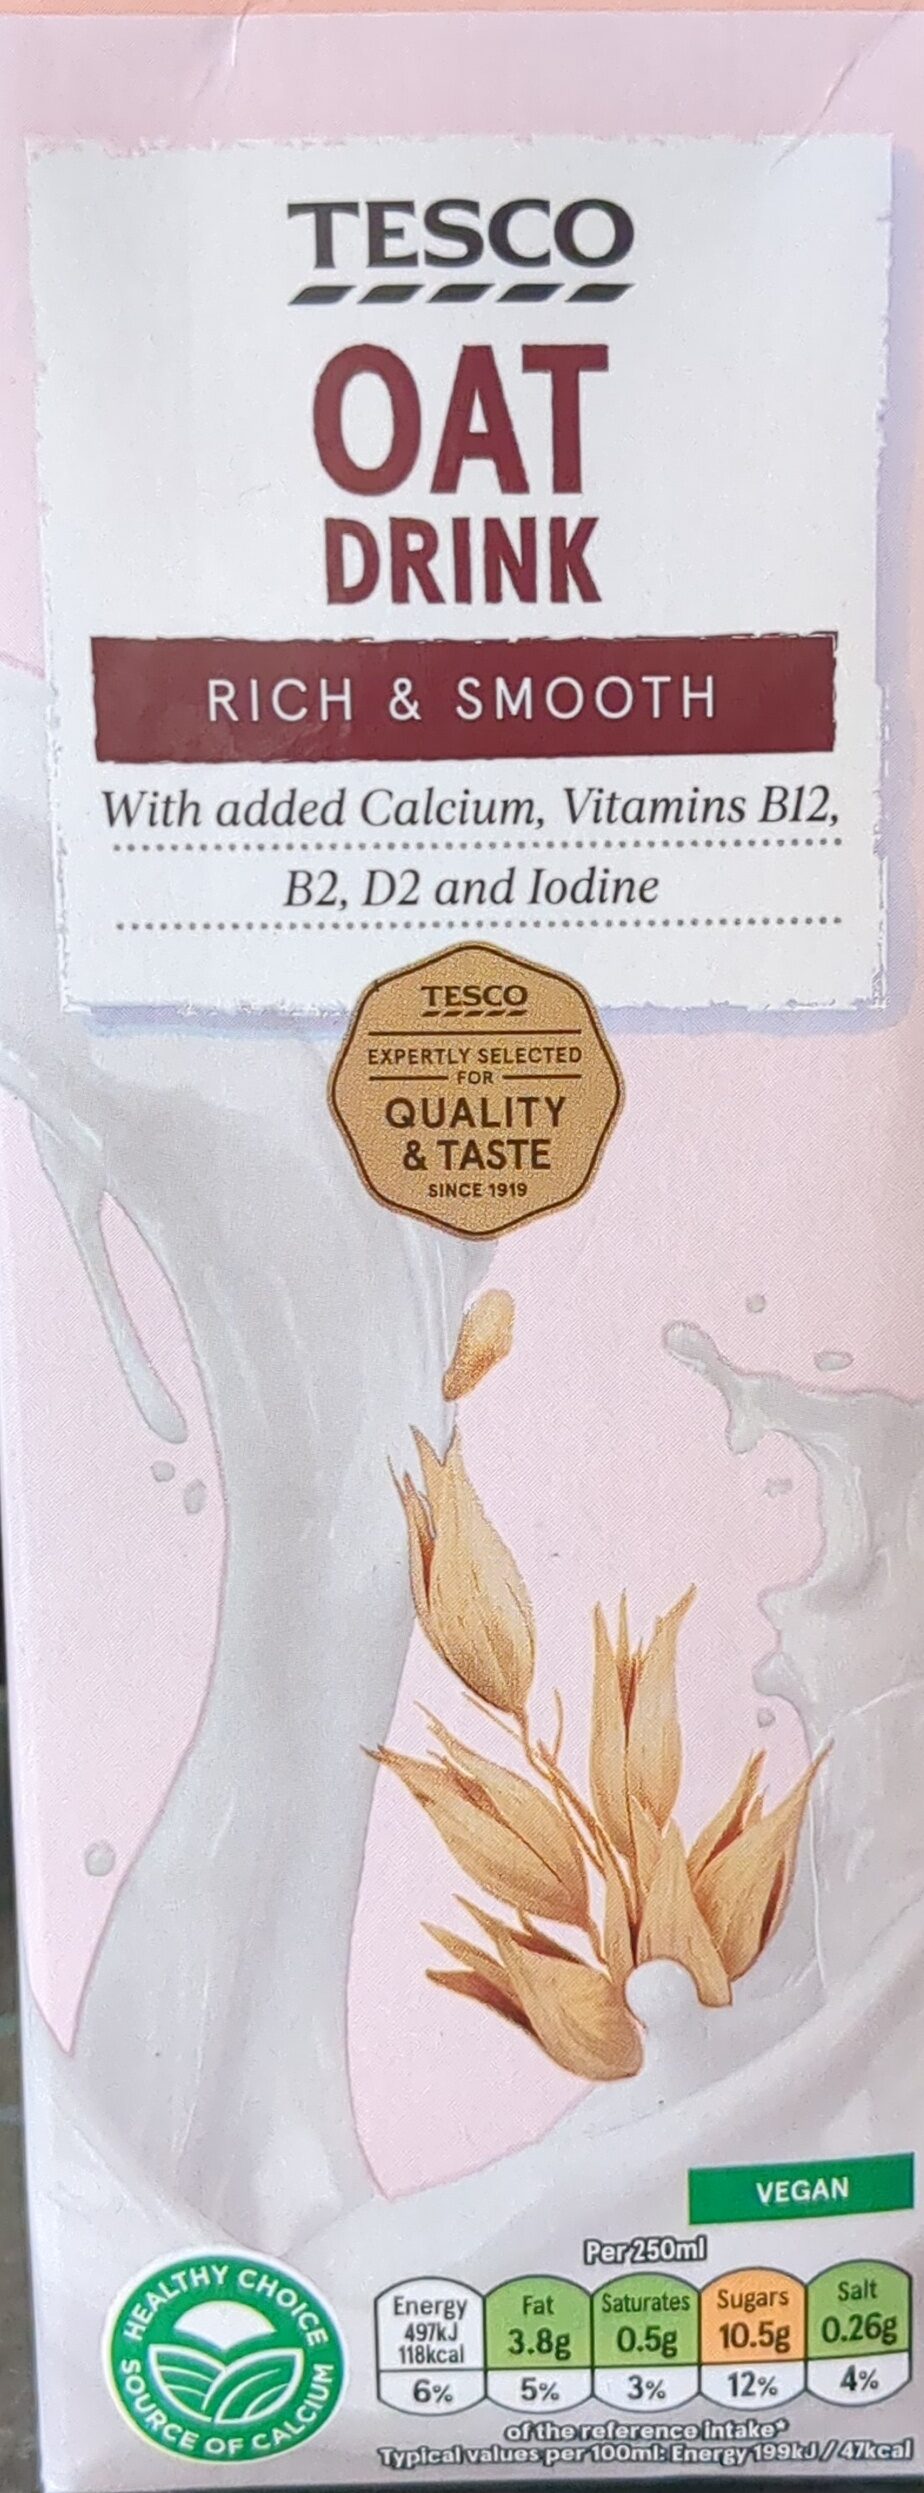 TESCO
OAT
DRINK
RICH & SMOOTH
With added Calcium, Vitamins B12,
B2, D2 and Iodine
TESCO
EXPERTLY SELECTED
FOR
QUALITY
& TASTE
SINCE 1919
VEGAN
HEALTHY CHOICE
SOURCE OF CALCIUM
Per 250ml
Energy Fat Saturates Sugars Salt
497kJ
118kcal 3.8g 0.5g 10.5g 0.26g
6% 5% 3% 12% 4%
of the reference intake*
Typical values per 100ml: Energy 199kJ / 47kcal